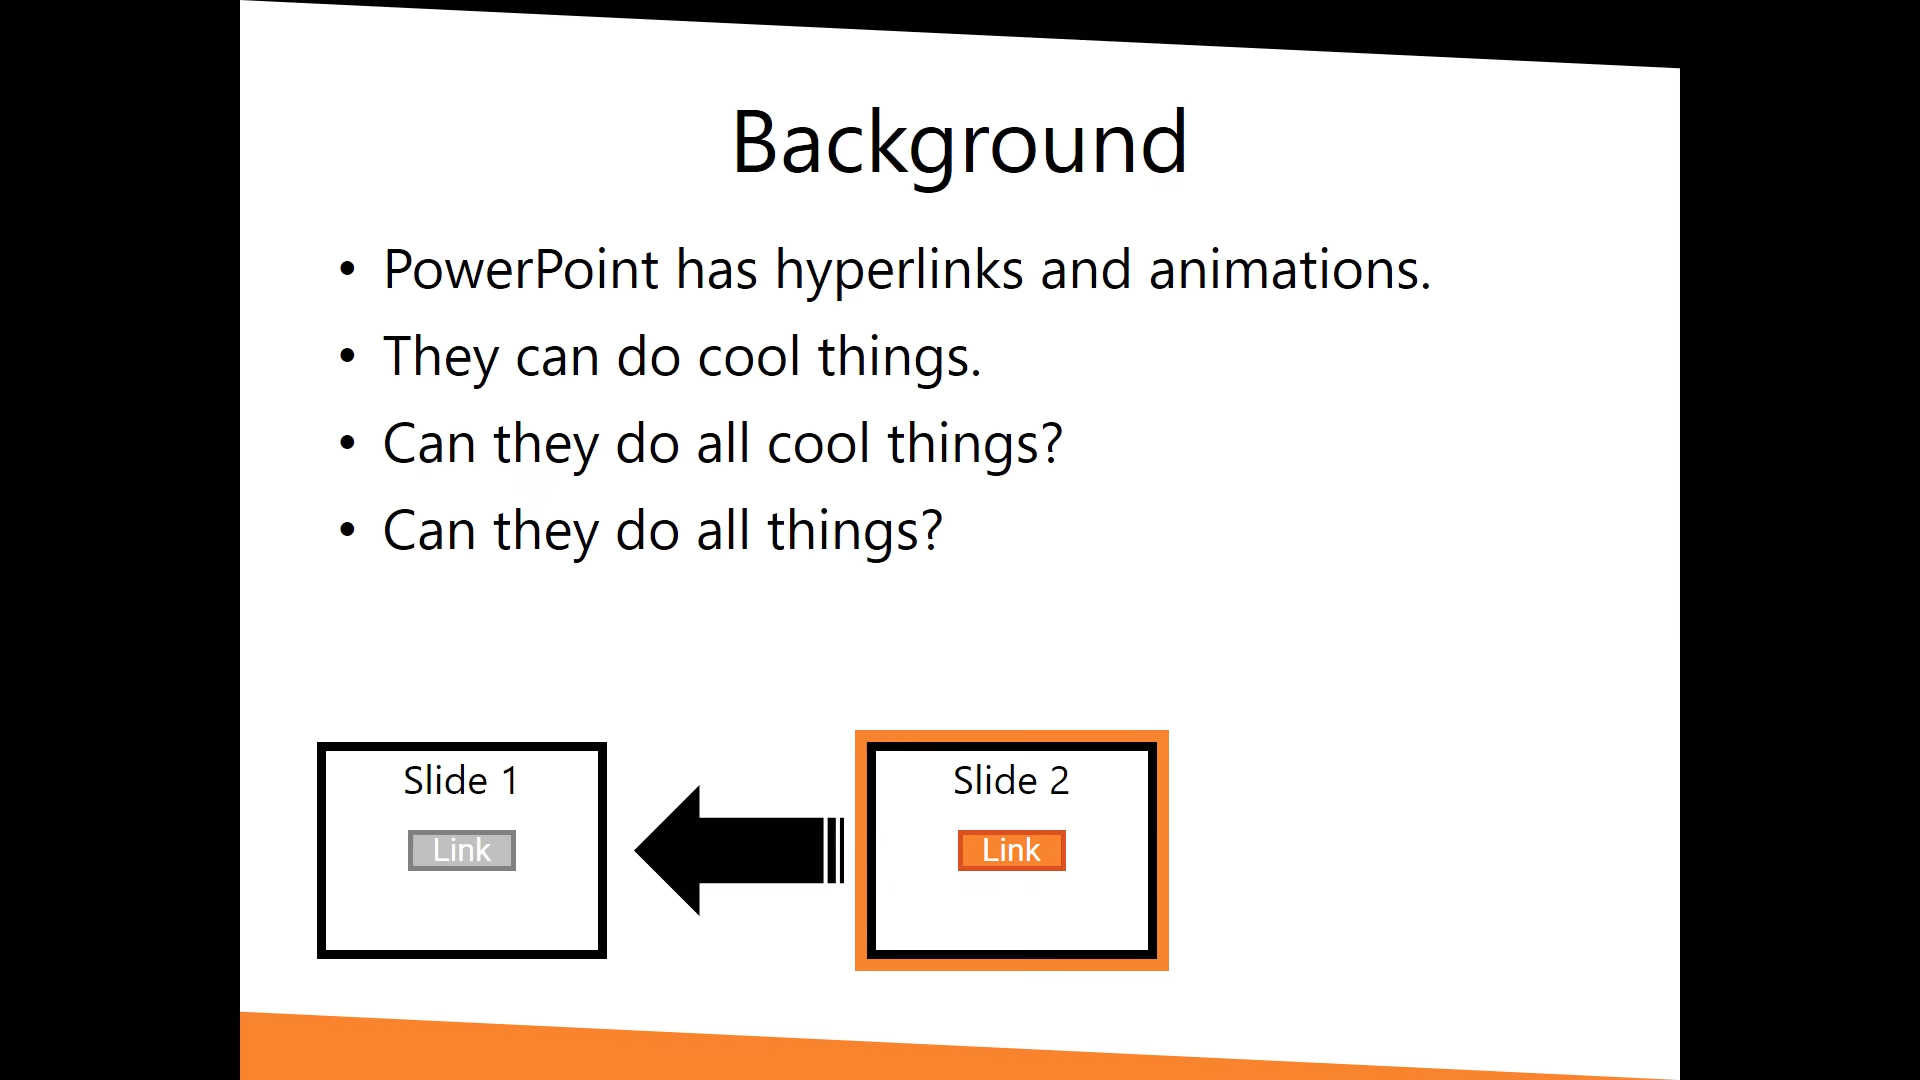 Background
• PowerPoint has hyperlinks and animations.
• They can do cool things.
• Can they do all cool things?
• Can they do all things?
Slide 1
Link
Slide 2
Link